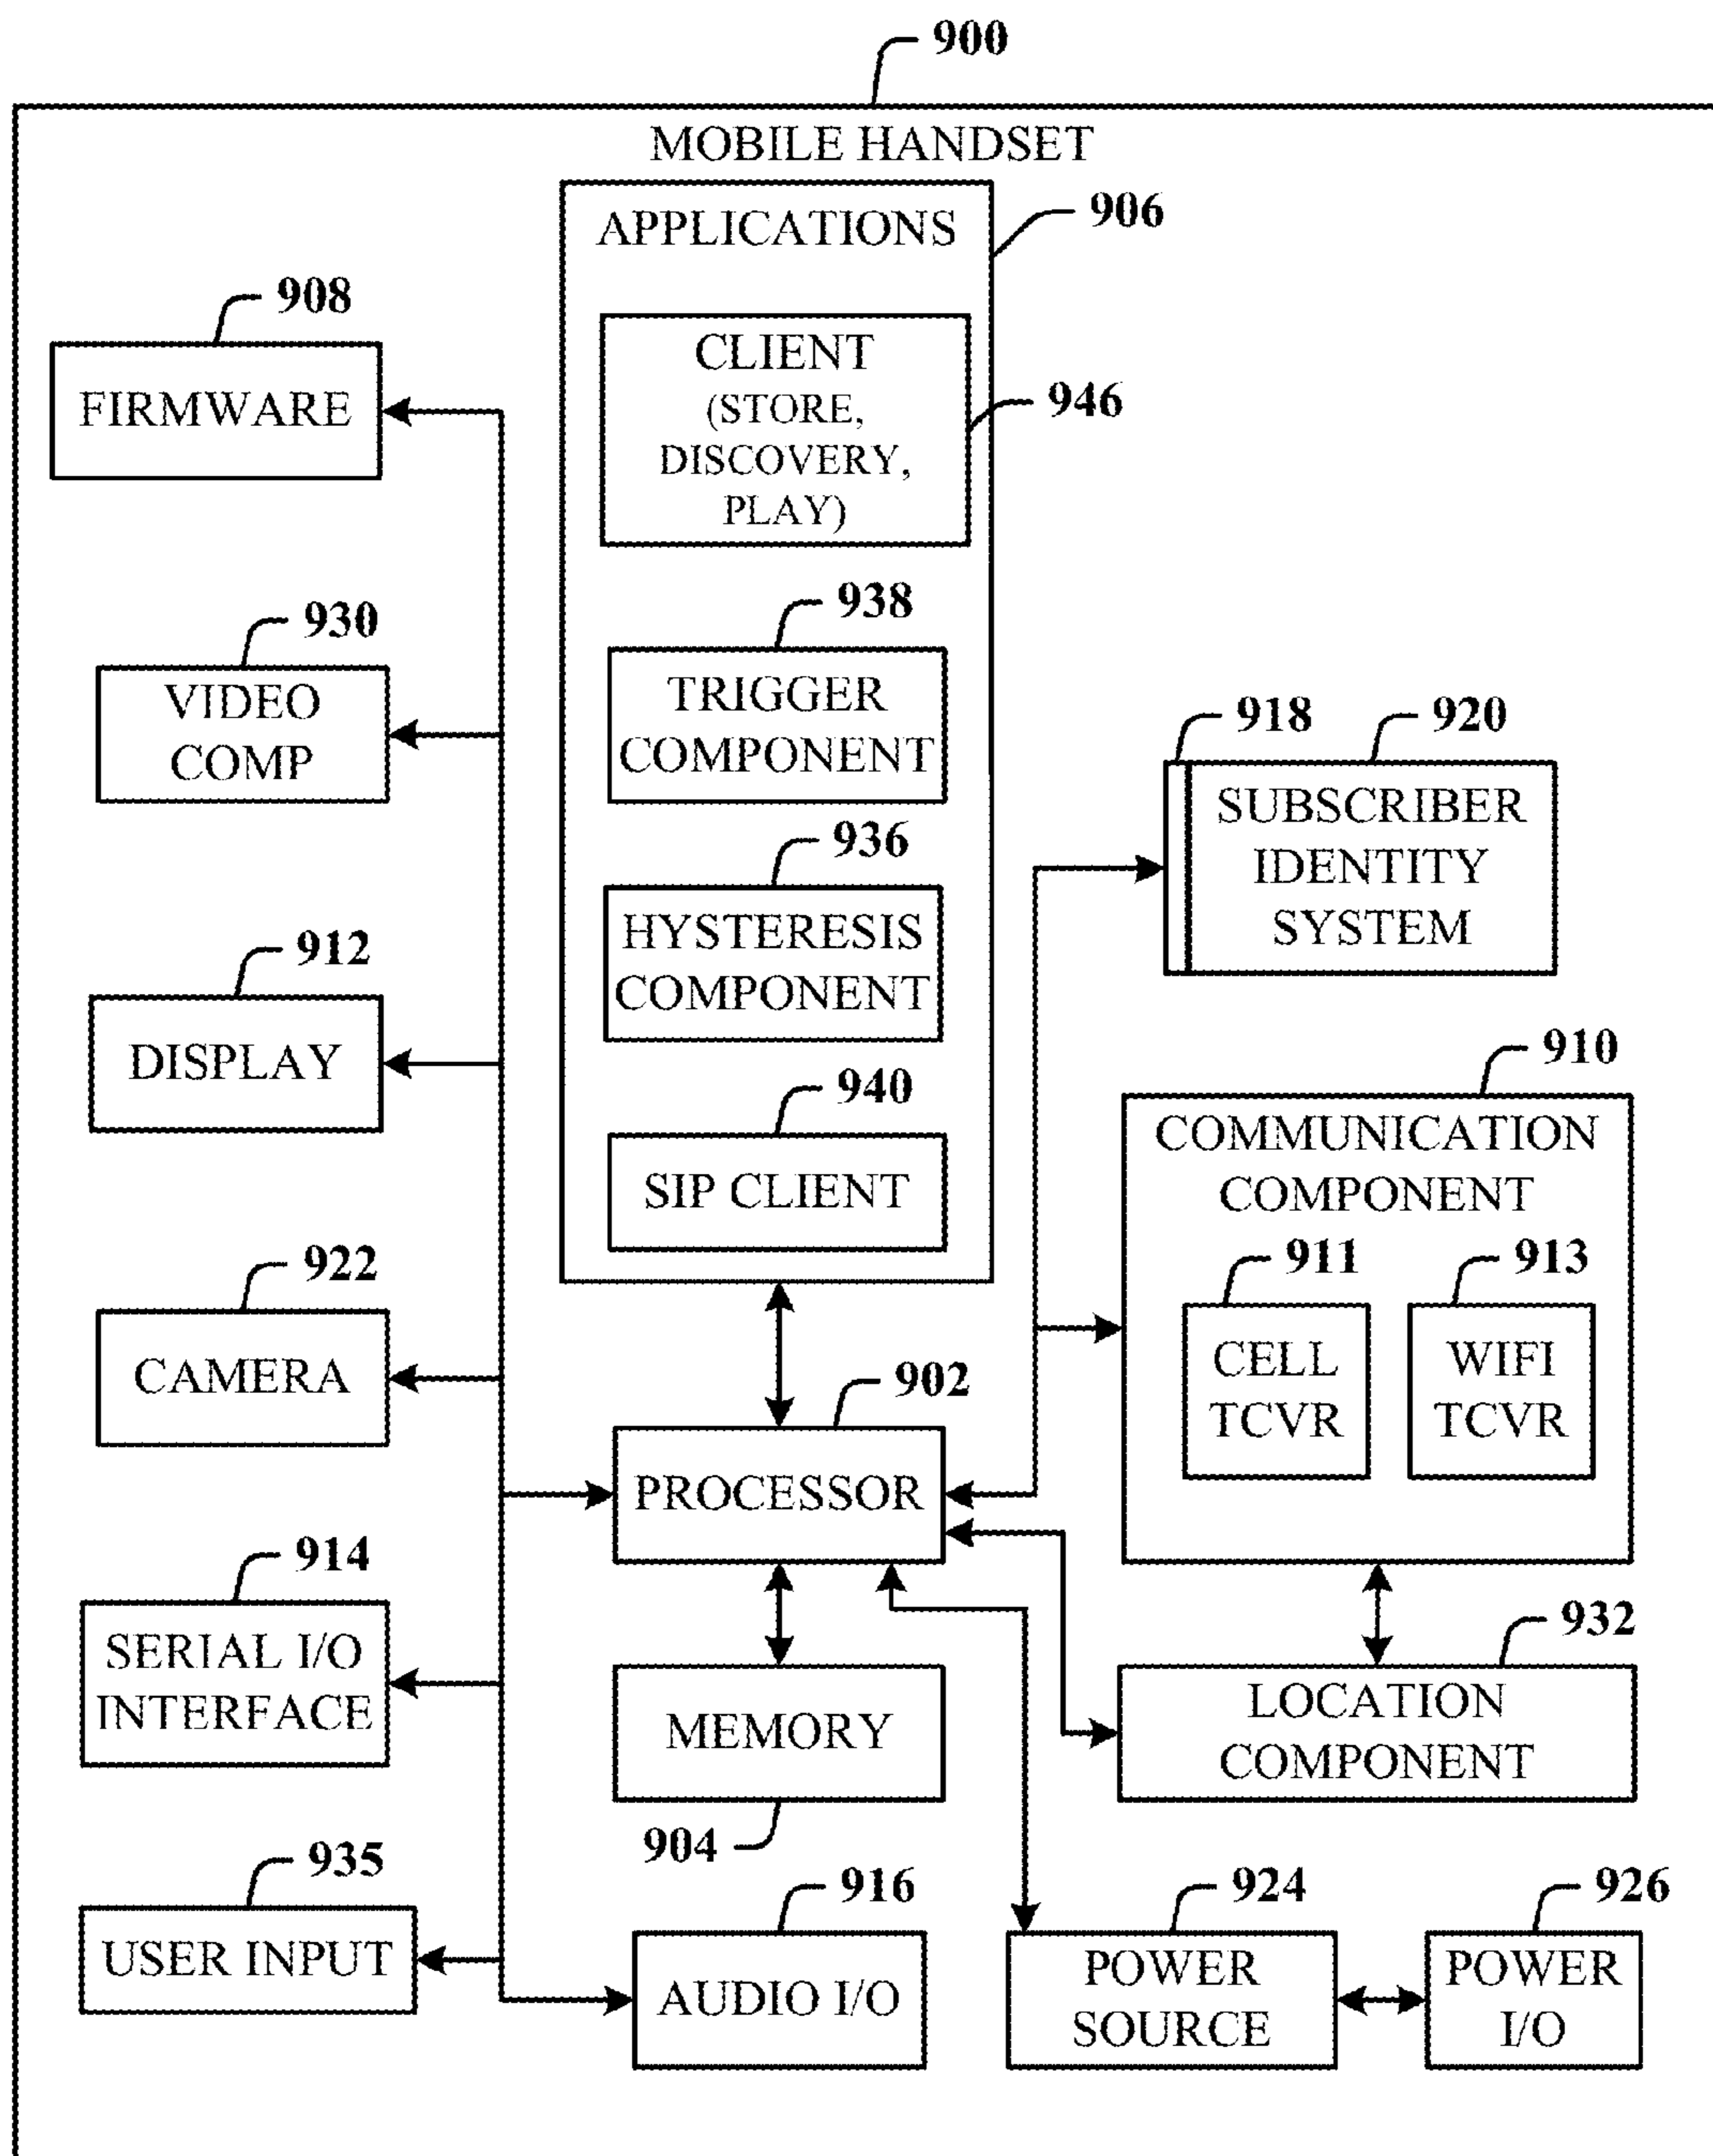 900
MOBILE HANDSET
APPLICATIONS
906
CLIENT
(STORE,
DISCOVERY,
PLAY)
946
938
TRIGGER
COMPONENT
936
HYSTERESIS
COMPONENT
940
SIP CLIENT
908
FIRMWARE
930
VIDEO
COMP
912
DISPLAY
922
CAMERA
914
SERIAL I/O
INTERFACE
935
USER INPUT
902
PROCESSOR
MEMORY
904
916
AUDIO I/O
918
920
SUBSCRIBER
IDENTITY
SYSTEM
910
COMMUNICATION
COMPONENT
911
CELL
TCVR
913
WIFI
TCVR
932
LOCATION
COMPONENT
924
POWER
SOURCE
926
POWER
I/O